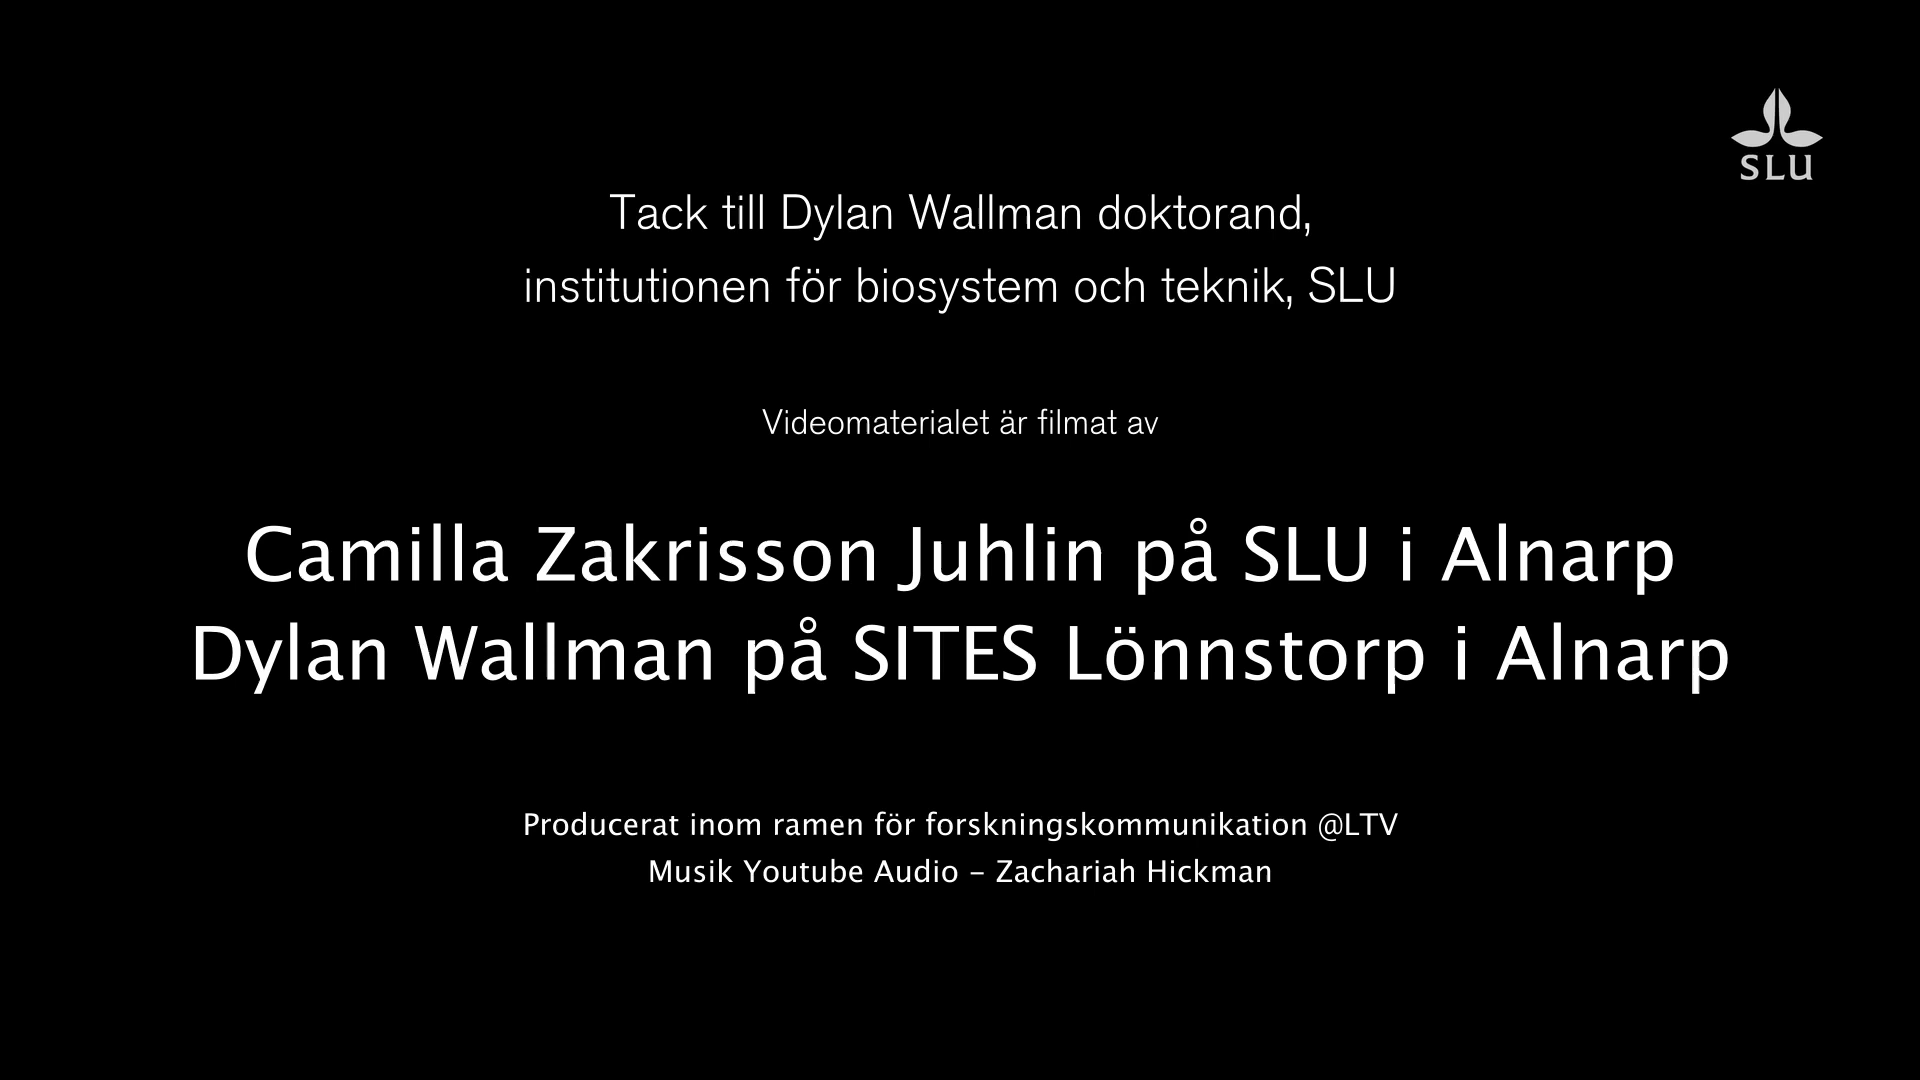 SLU
Tack till Dylan Wallman doktorand,
institutionen för biosystem och teknik, SLU
Videomaterialet är filmat av
Camilla Zakrisson Juhlin på SLU i Alnarp
Dylan Wallman på SITES Lönnstorp i Alnarp
Producerat inom ramen för forskningskommunikation @LTV
Musik Youtube Audio – Zachariah Hickman